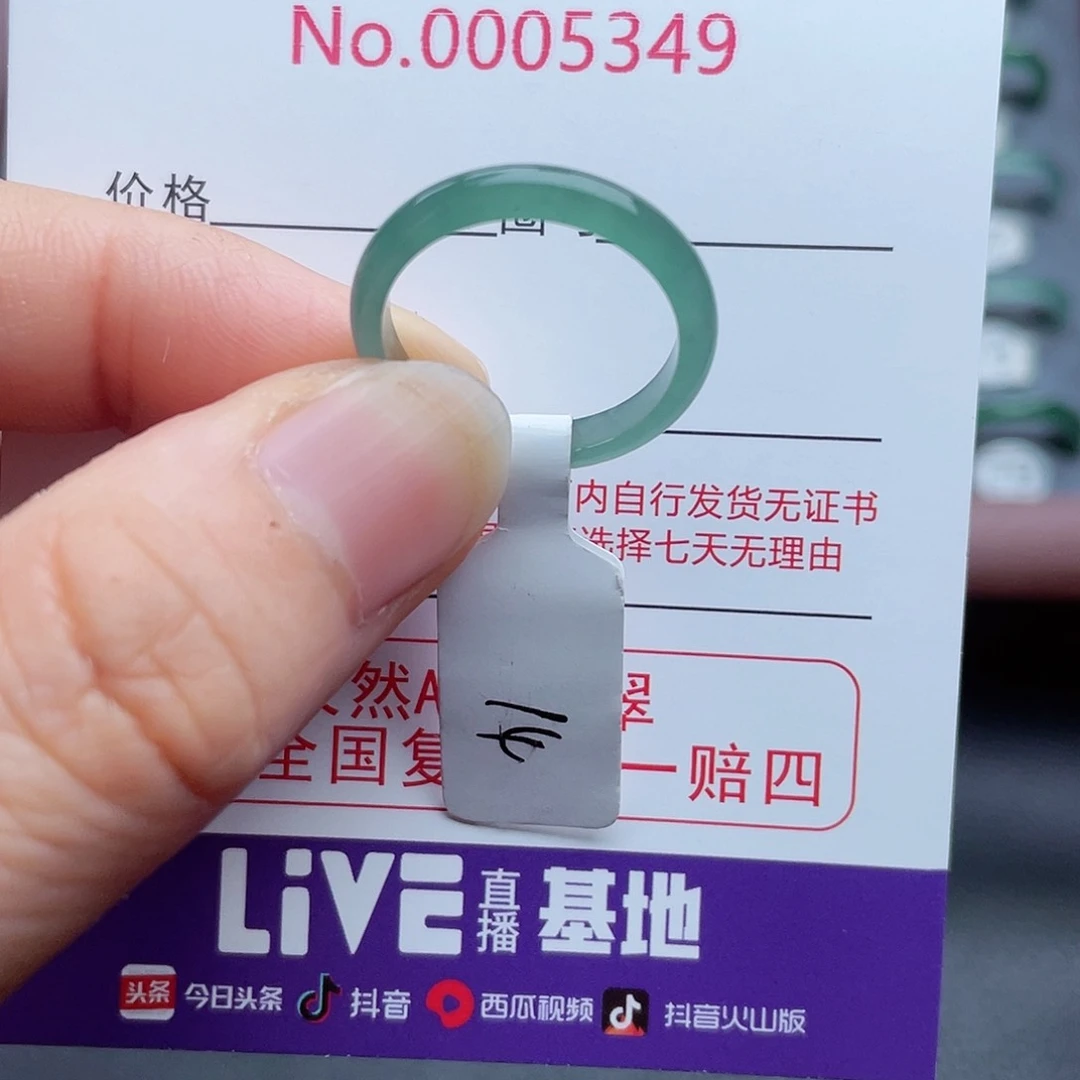 No.0005349
价格
内自行发货无证书
选择七天无理由
然A 翠
全国复 一赔四
LiVE直播基地
头条 今日头条 抖音 西瓜视频 抖音火山版